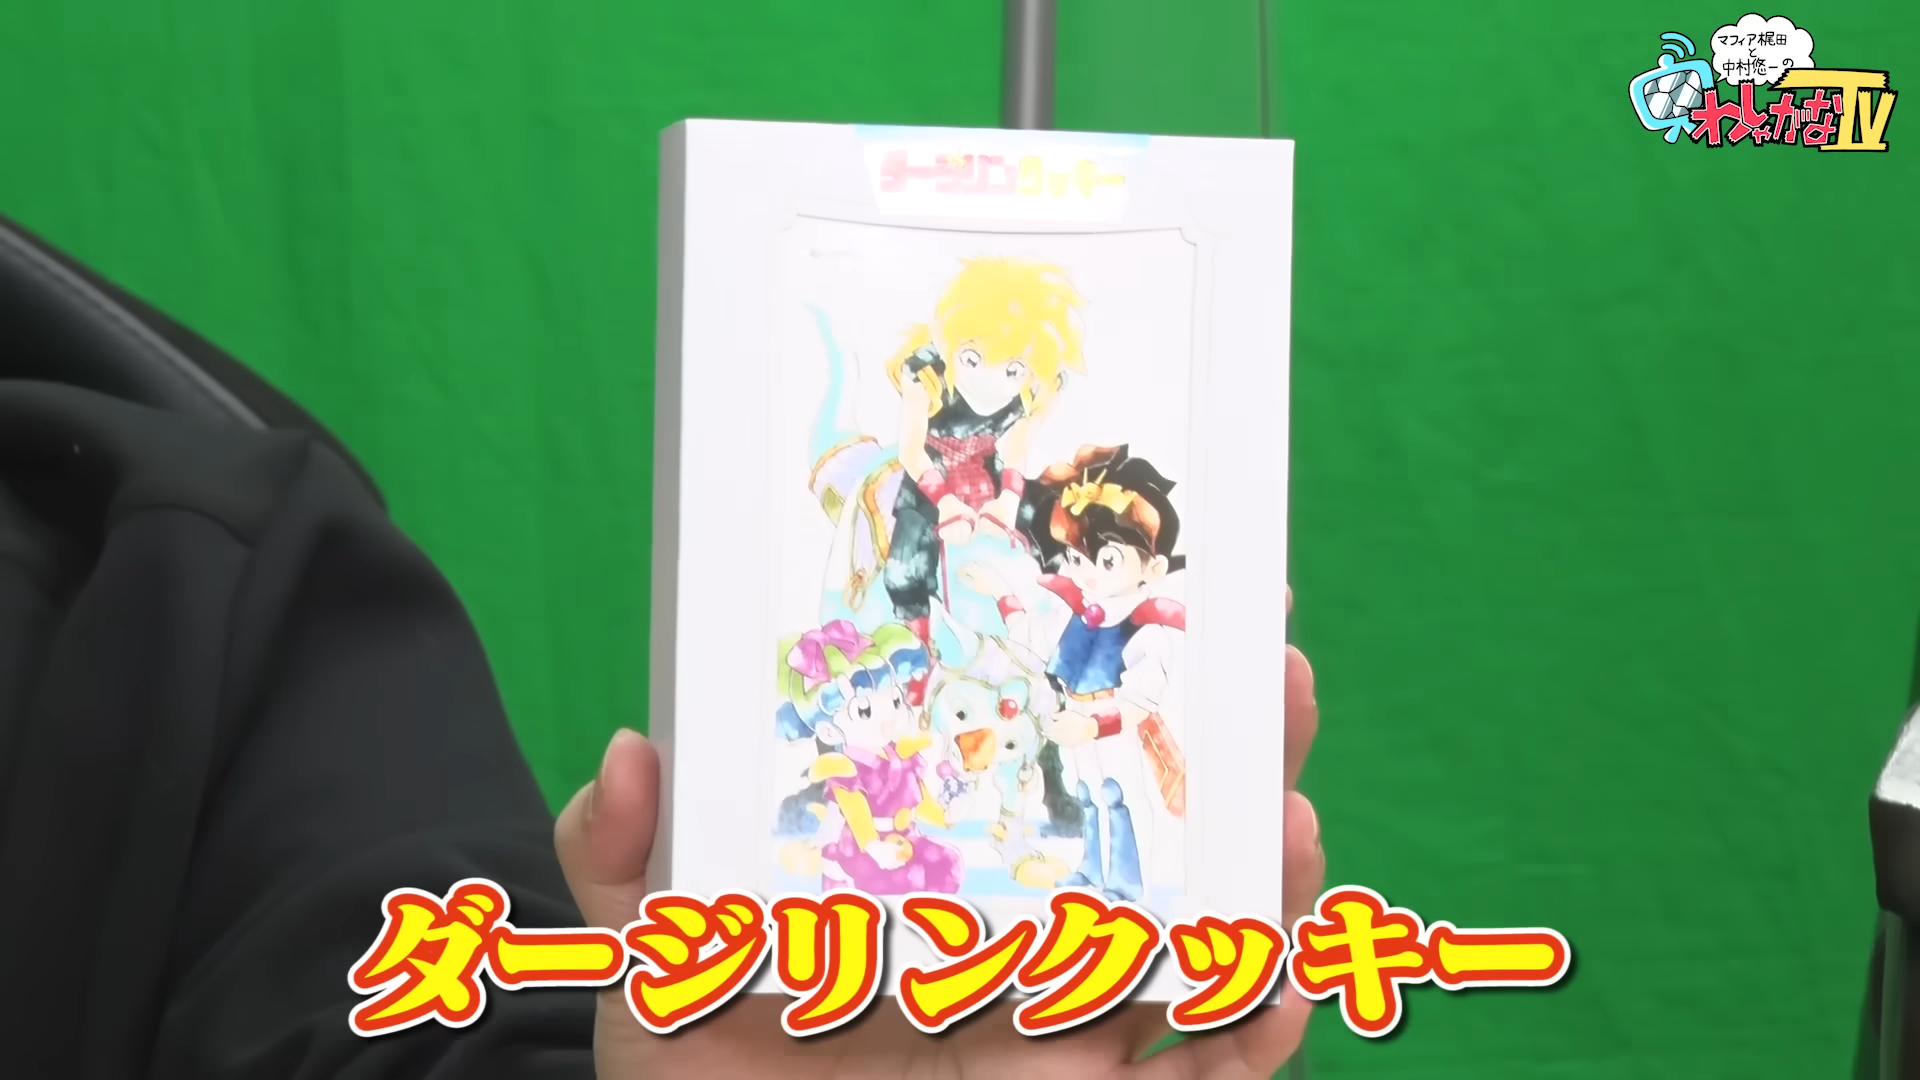 マフィア梶田
と
中村悠一の
わしゃがなTV
ダージリンクッキー
ダージリンクッキー